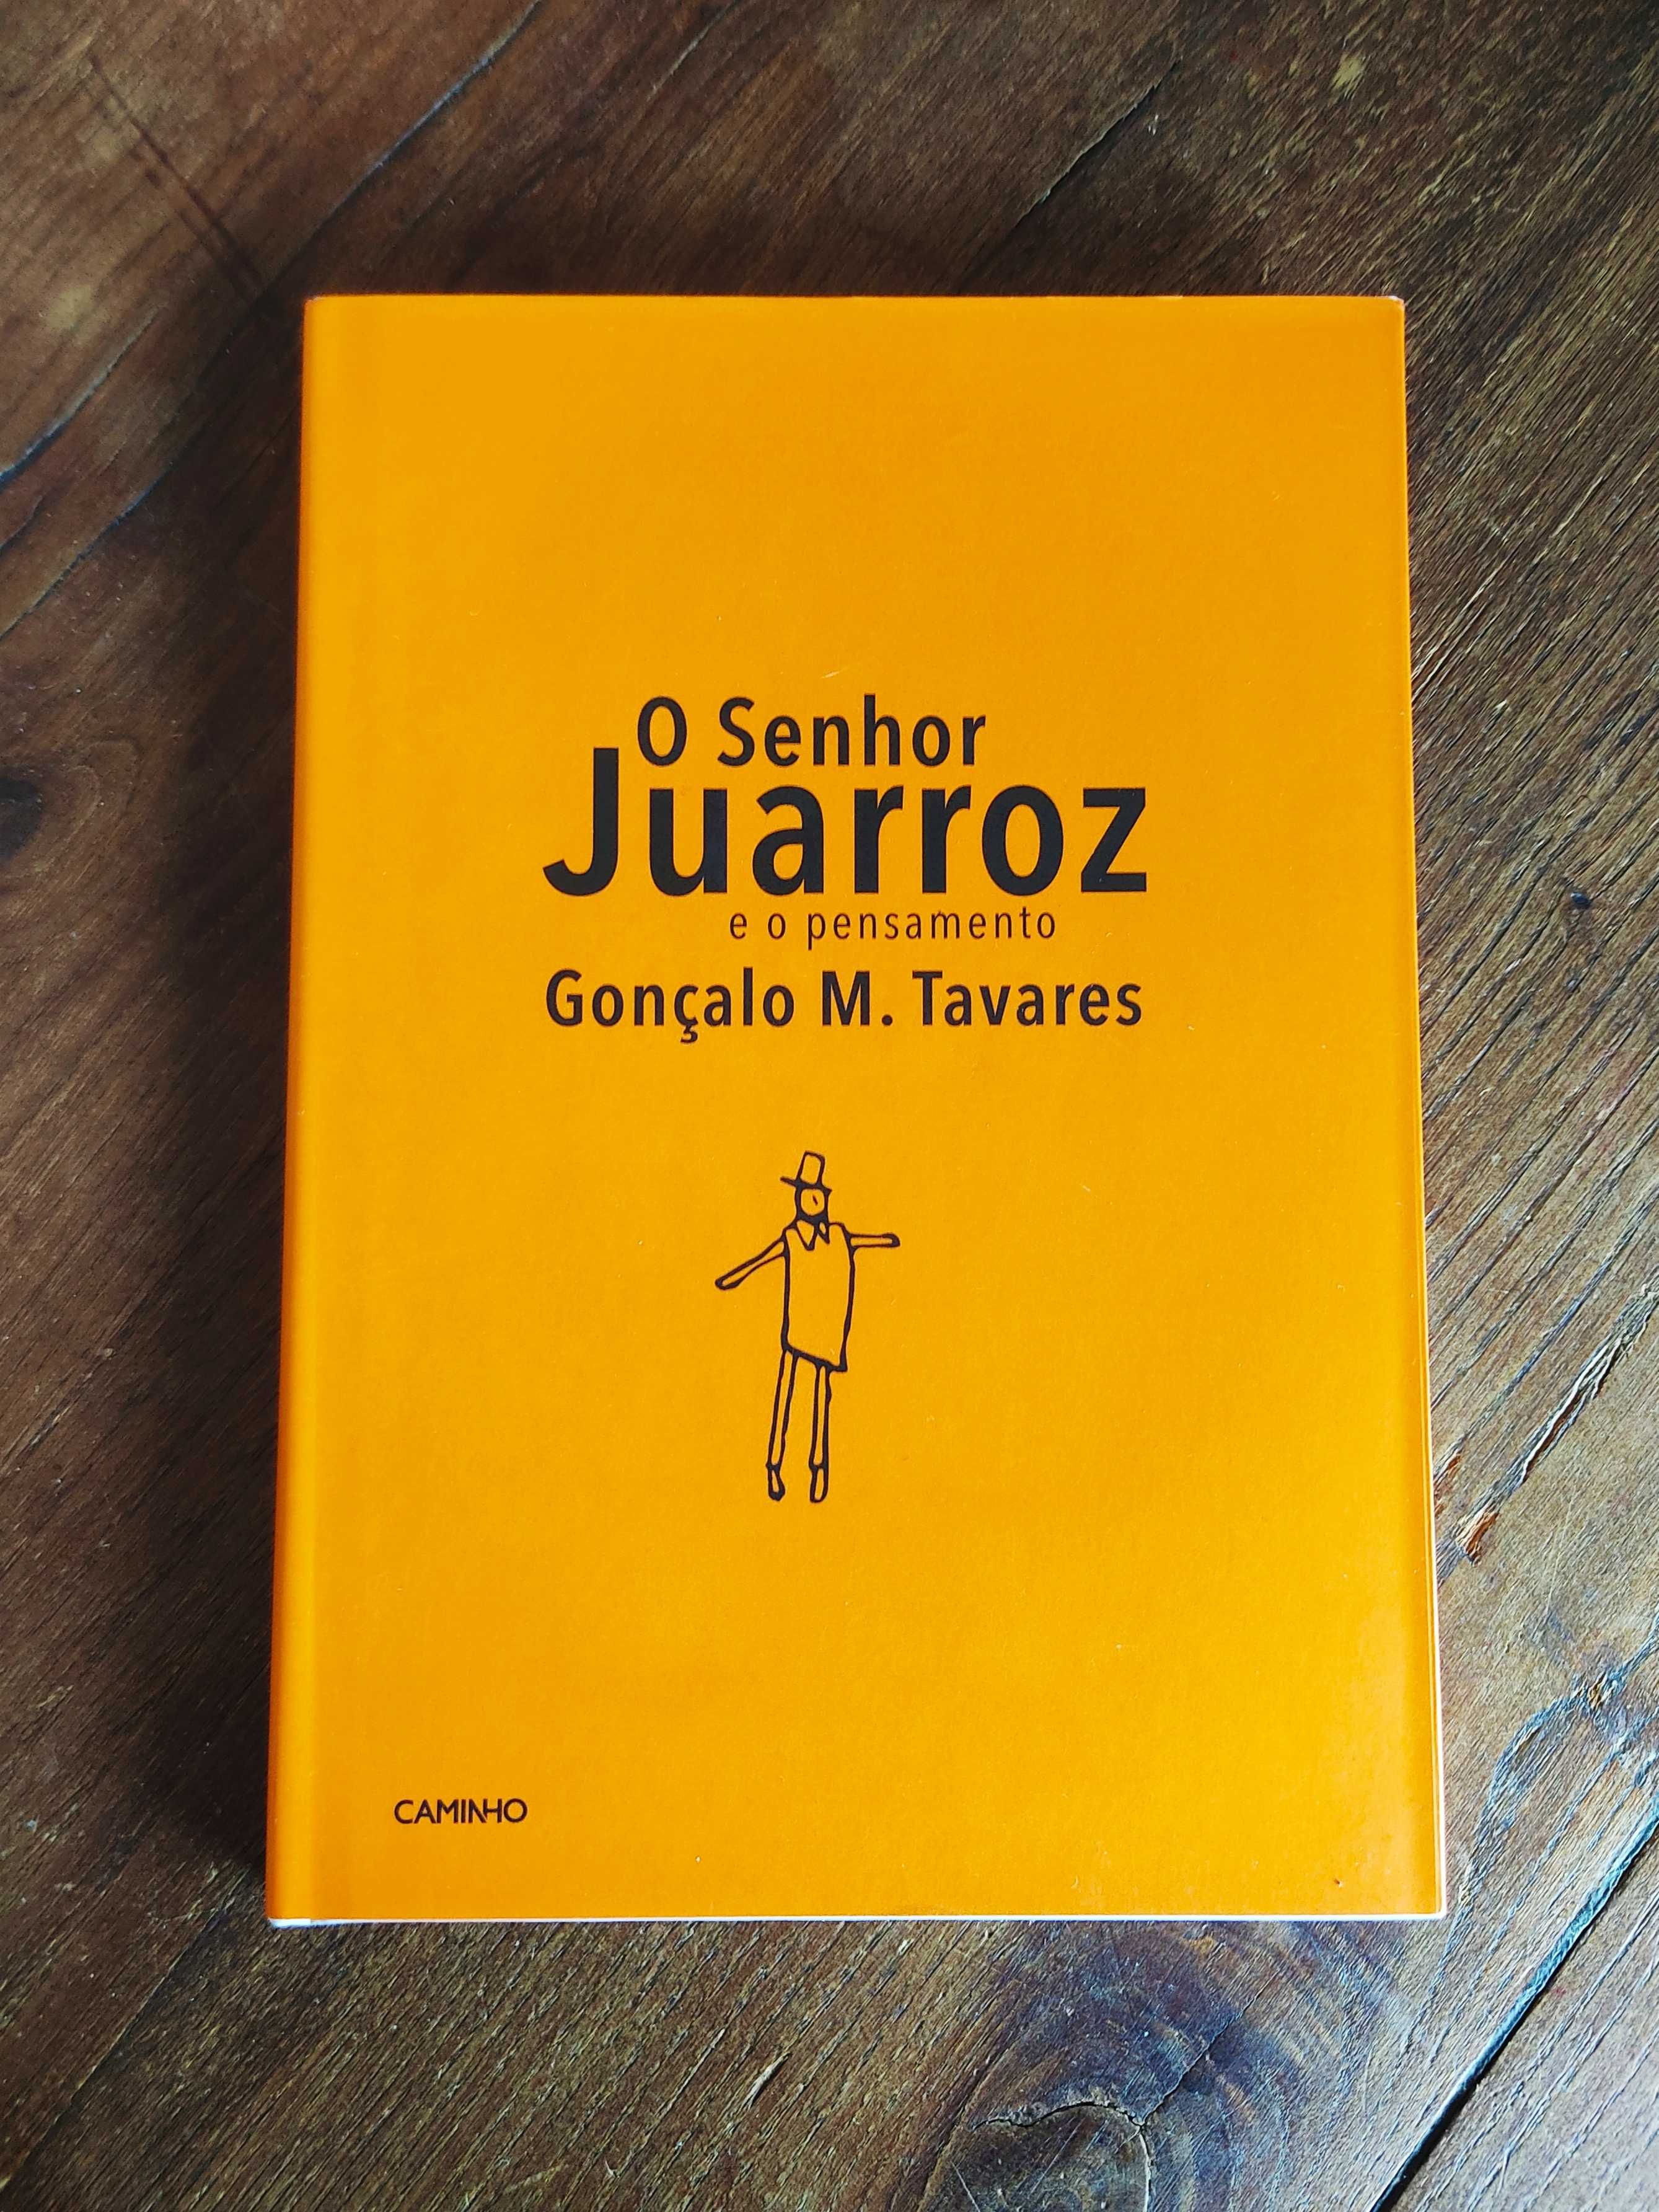 O Senhor
Juarroz
e o pensamento
Gonçalo M. Tavares
CAMINHO